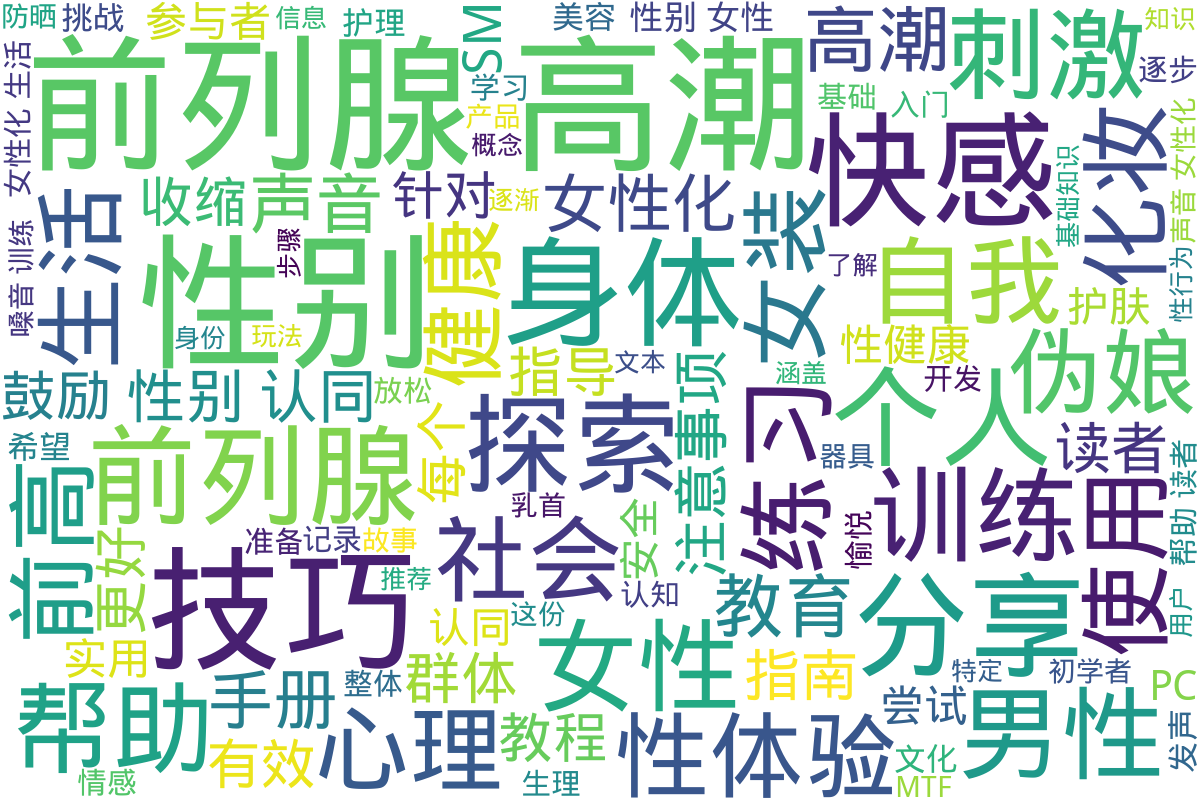 防晒
挑战
参与者
信息
护理
SM
美容
性别 女性
高潮
刺激
知识
逐步
前列腺
高潮
学习
产品
概念
基础
入门
快感
化妆
女性化 生活
生活
收缩
声音
针对
逐渐
女性化
女装
基础知识
声音 女性化
嗓音 训练
性别
步骤
健康
身体
了解
自我
性行为
护肤
身份
玩法
指导
文本
注意事项
性健康
涵盖
开发
伪娘
鼓励
性别 认同
放松
每个
探索
练习
个人
希望
前列腺
器具
读者
前高
乳首
愉悦
训练
使用
帮助 读者
更好
准备
记录
故事
社会
安全
技巧
推荐
认知
教育
分享
用户
实用
认同
这份
女性
帮助
手册
整体
群体
指南
特定
初学者
PC
有效
心理
教程
性体验
尝试
男性
发声
情感
生理
文化
MTF